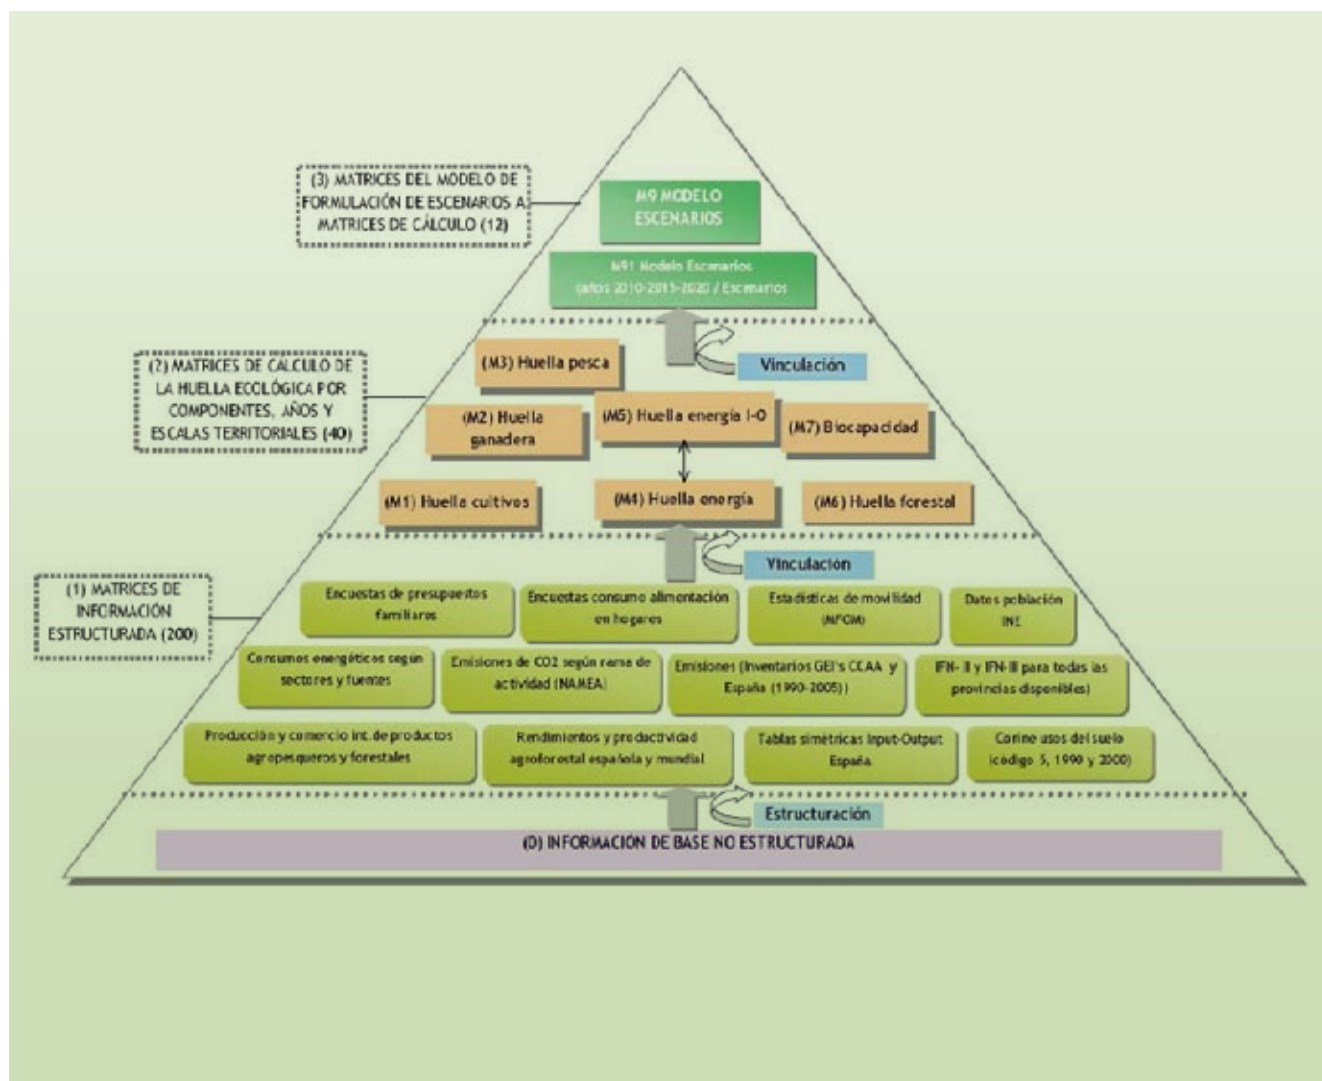 (3) MATRICES DEL MODELO DE
FORMULACIÓN DE ESCENARIOS A
MATRICES DE CÁLCULO (12)
M9 MODELO
ESCENARIOS
M91 Modelo Escenarios
(años 2010-2015-2020 / Escenarios
(2) MATRICES DE CÁLCULO DE
LA HUELLA ECOLÓGICA POR
COMPONENTES, AÑOS Y
ESCALAS TERRITORIALES (40)
(M3) Huella pesca
Vinculación
(M2) Huella
ganadera
(M5) Huella energía I-O
(M7) Biocapacidad
(M1) Huella cultivos
(M4) Huella energía
(M6) Huella forestal
Vinculación
(1) MATRICES DE
INFORMACIÓN
ESTRUCTURADA (200)
Encuestas de presupuestos
familiares
Encuestas consumo alimentación
en hogares
Estadísticas de movilidad
(MFOM)
Datos población
INE
Consumos energéticos según
sectores y fuentes
Emisiones de CO2 según rama de
actividad (NAMEA)
Emisiones (Inventarios GEI's CCAA y
España (1990-2005))
IFN- II y IFN-III para todas las
provincias disponibles)
Producción y comercio int.de productos
agropesqueros y forestales
Rendimientos y productividad
agroforestal española y mundial
Tablas simétricas Input-Output
España
Corine usos del suelo
(código 5, 1990 y 2000)
Estructuración
(D) INFORMACIÓN DE BASE NO ESTRUCTURADA